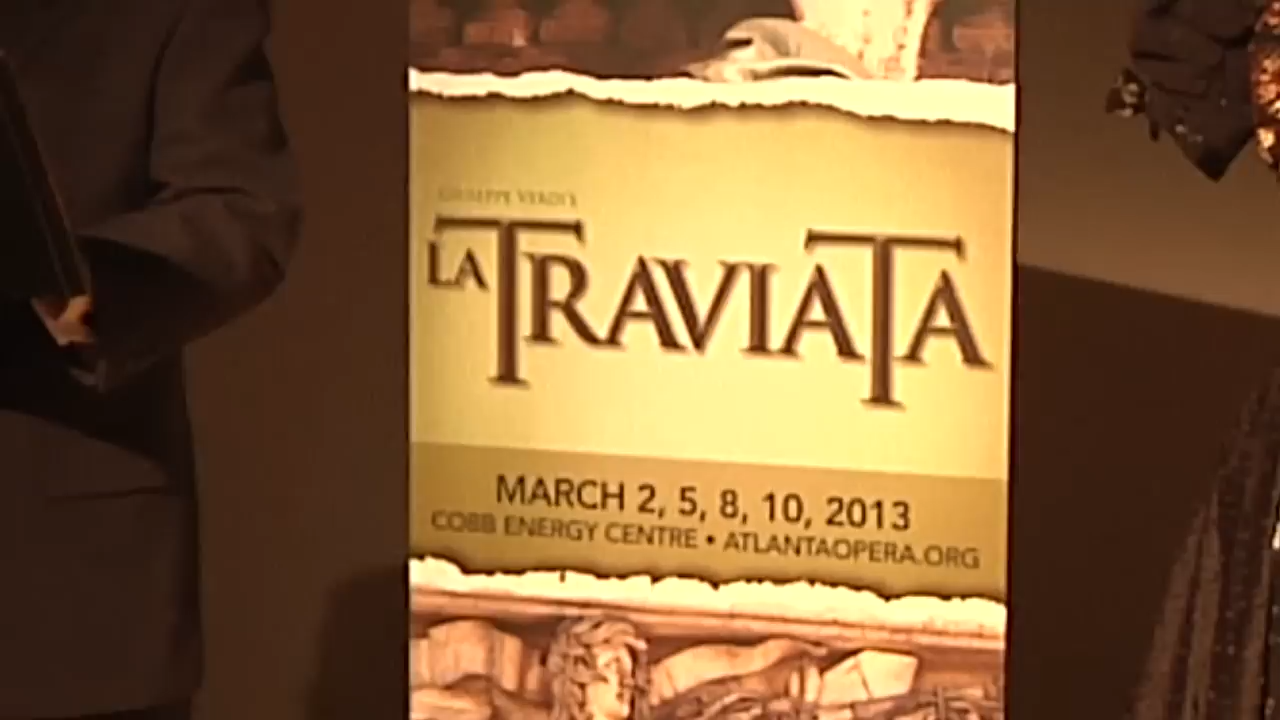 GIUSEPPE VERDI'S
LA TRAVIATA
MARCH 2, 5, 8, 10, 2013
COBB ENERGY CENTRE • ATLANTAOPERA.ORG